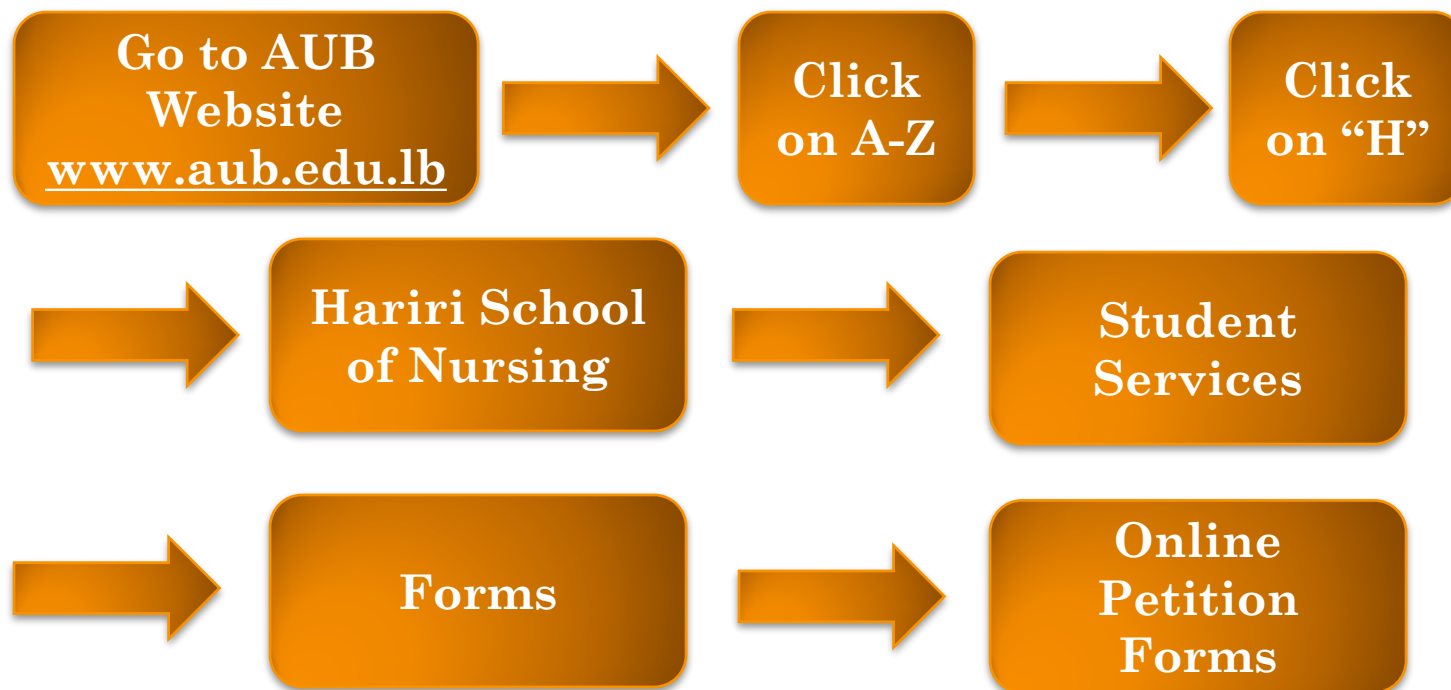 Go to AUB
Website
www.aub.edu.lb
Click
on A-Z
Click
on “H”
Hariri School
of Nursing
Student
Services
Forms
Online
Petition
Forms